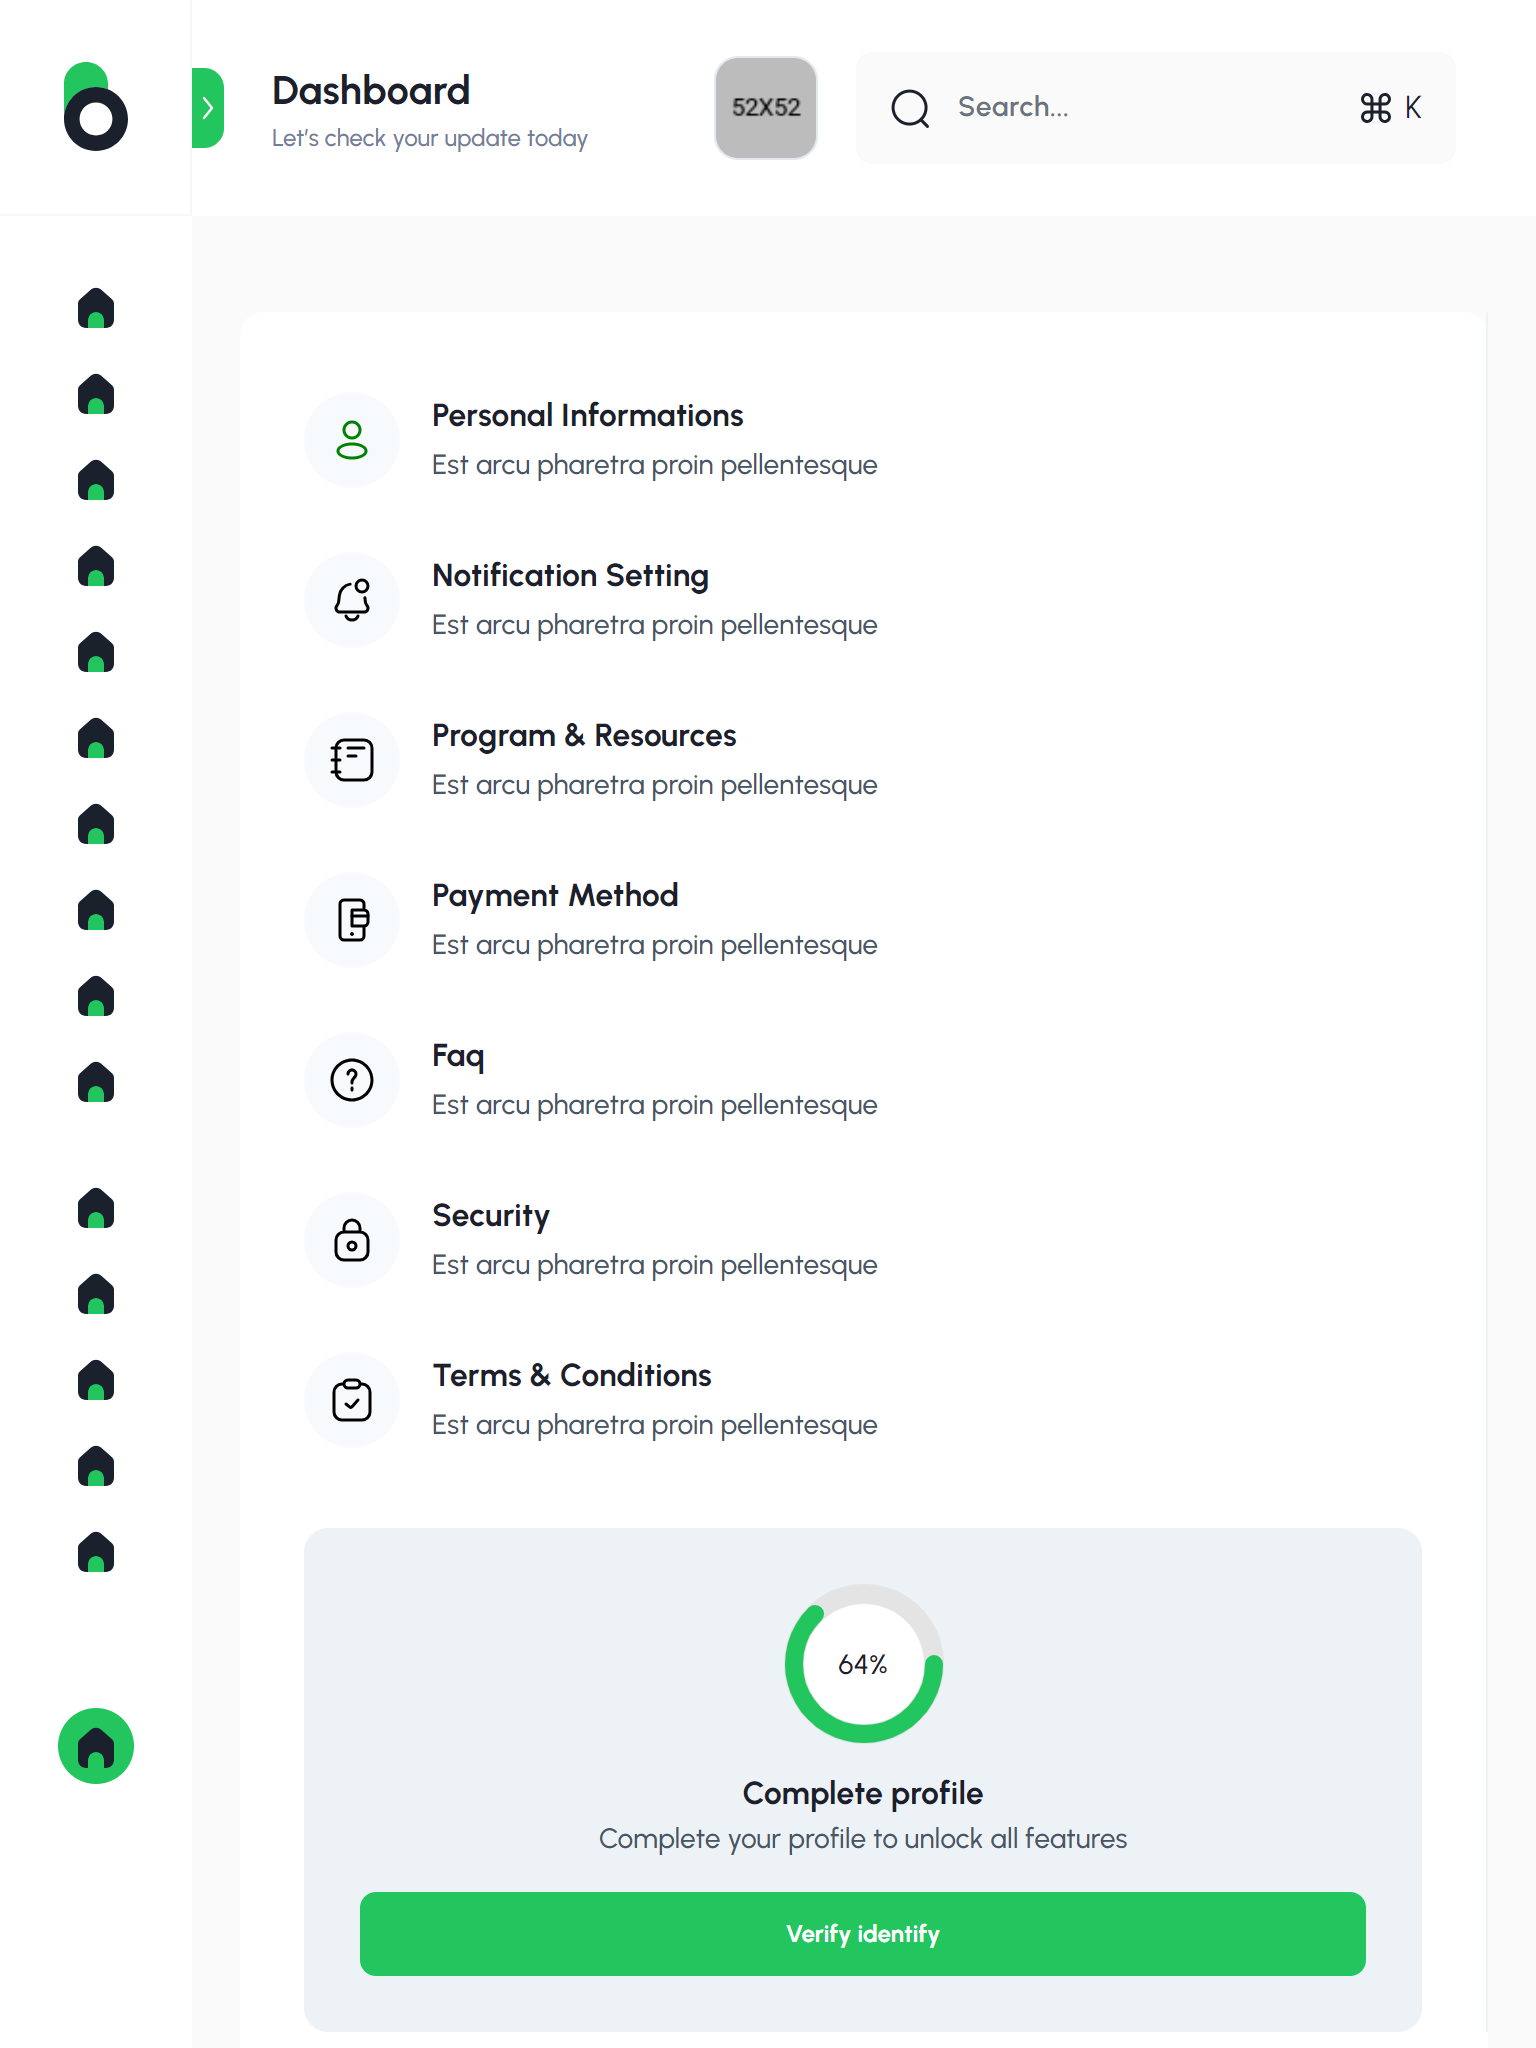 Dashboard
Let's check your update today
52X52
Search...
⌘ K
Personal Informations
Est arcu pharetra proin pellentesque
Notification Setting
Est arcu pharetra proin pellentesque
Program & Resources
Est arcu pharetra proin pellentesque
Payment Method
Est arcu pharetra proin pellentesque
Faq
Est arcu pharetra proin pellentesque
Security
Est arcu pharetra proin pellentesque
Terms & Conditions
Est arcu pharetra proin pellentesque
64%
Complete profile
Complete your profile to unlock all features
Verify identify